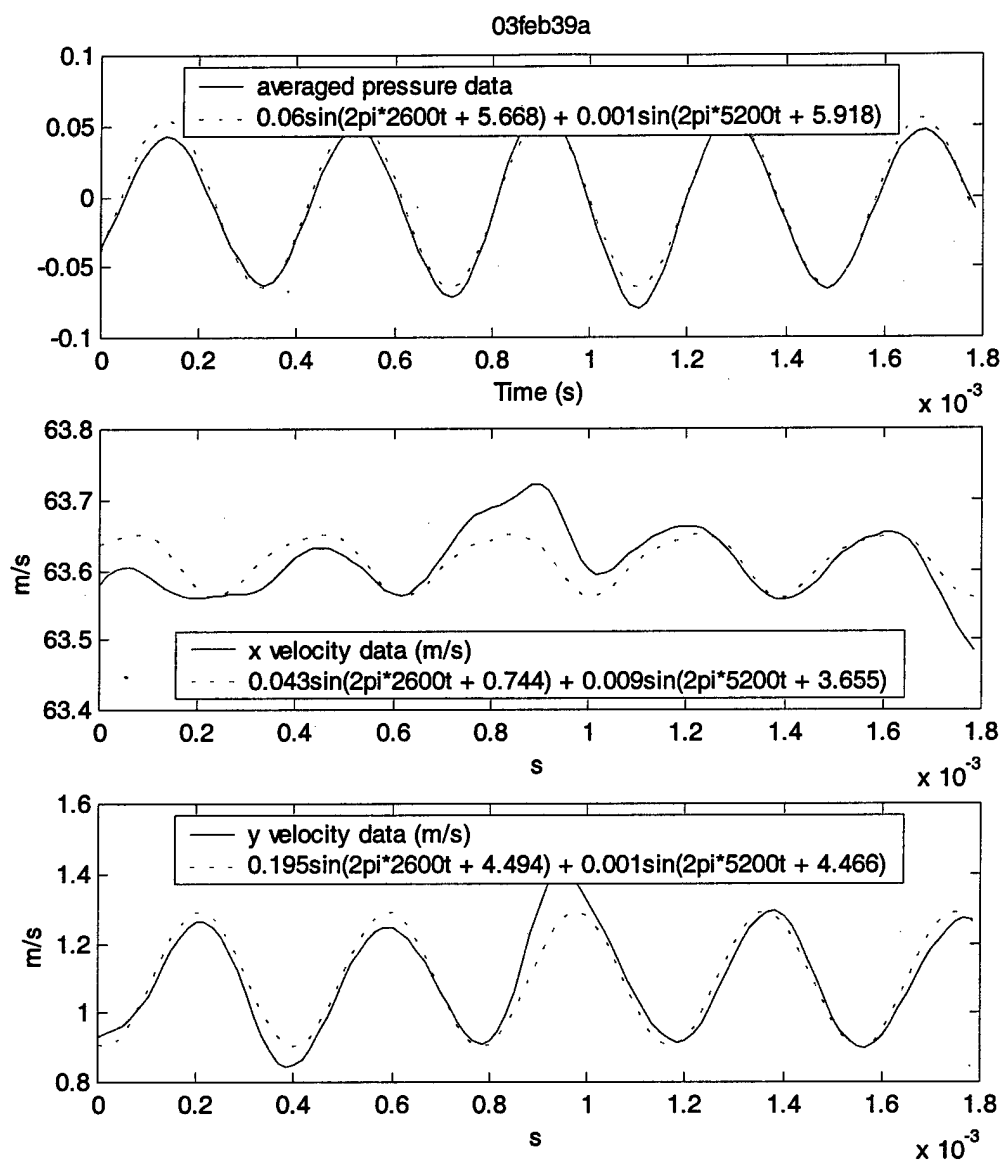 03feb39a
0.1
0.05
0
-0.05
-0.1
averaged pressure data
0.06sin(2pi*2600t + 5.668) + 0.001sin(2pi*5200t + 5.918)
0 0.2 0.4 0.6 0.8 1 1.2 1.4 1.6 1.8
Time (s)
x 10-3
63.8
63.7
63.6
63.5
63.4
m/s
x velocity data (m/s)
0.043sin(2pi*2600t + 0.744) + 0.009sin(2pi*5200t + 3.655)
0 0.2 0.4 0.6 0.8 1 1.2 1.4 1.6 1.8
s
x 10-3
1.6
1.4
1.2
1
0.8
m/s
y velocity data (m/s)
0.195sin(2pi*2600t + 4.494) + 0.001sin(2pi*5200t + 4.466)
0 0.2 0.4 0.6 0.8 1 1.2 1.4 1.6 1.8
s
x 10-3